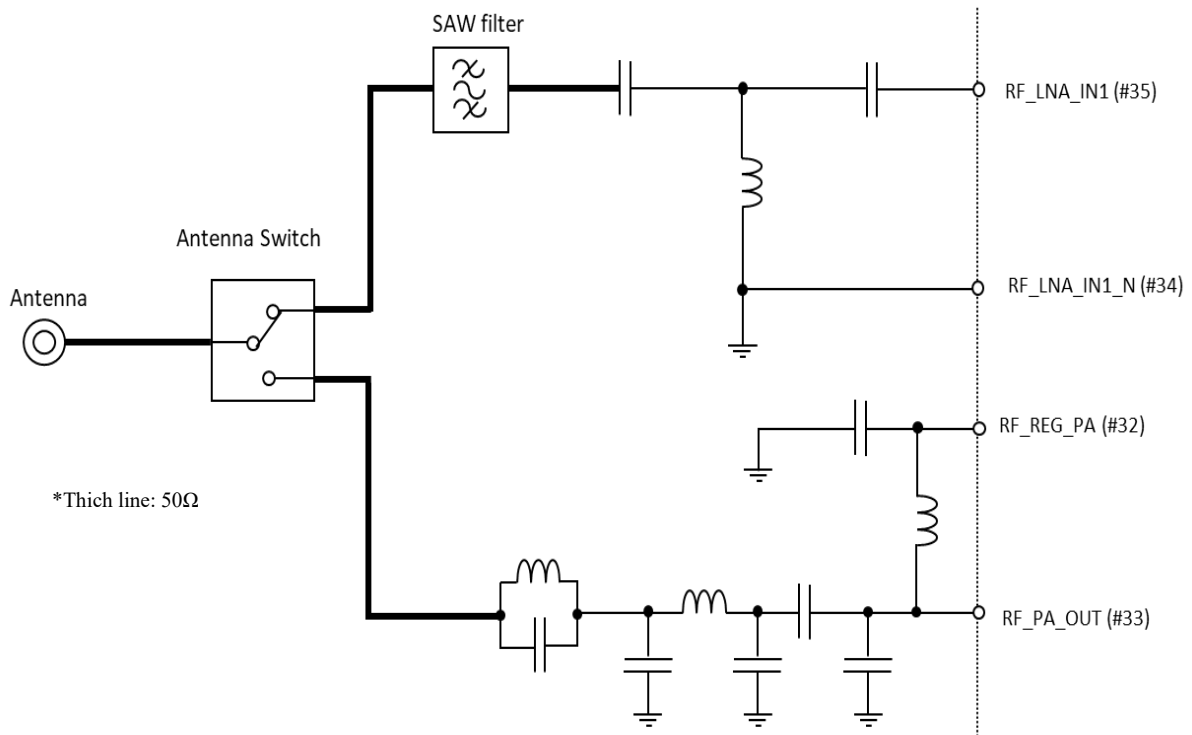 SAW filter
RF_LNA_IN1 (#35)
Antenna Switch
RF_LNA_IN1_N (#34)
Antenna
RF_REG_PA (#32)
*Thich line: 50Ω
RF_PA_OUT (#33)